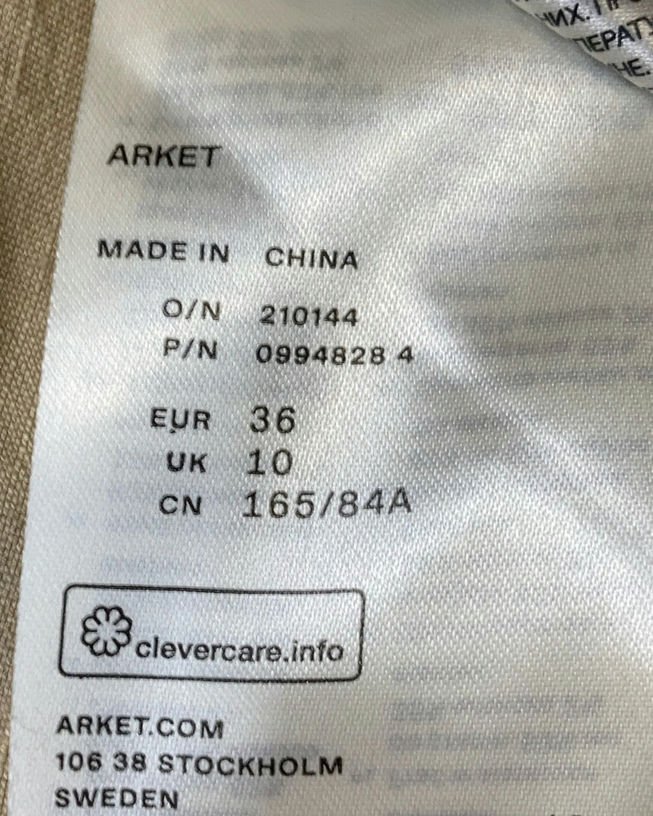 ARKET
MADE IN CHINA
O/N 210144
P/N 0994828 4
EUR 36
UK 10
CN 165/84A
clevercare.info
ARKET.COM
106 38 STOCKHOLM
SWEDEN